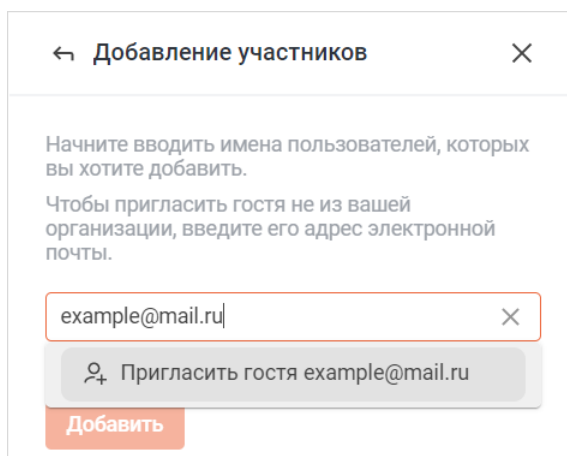 Добавление участников
Начните вводить имена пользователей, которых
вы хотите добавить.
Чтобы пригласить гостя не из вашей
организации, введите его адрес электронной
почты.
example@mail.ru
Пригласить гостя example@mail.ru
Добавить